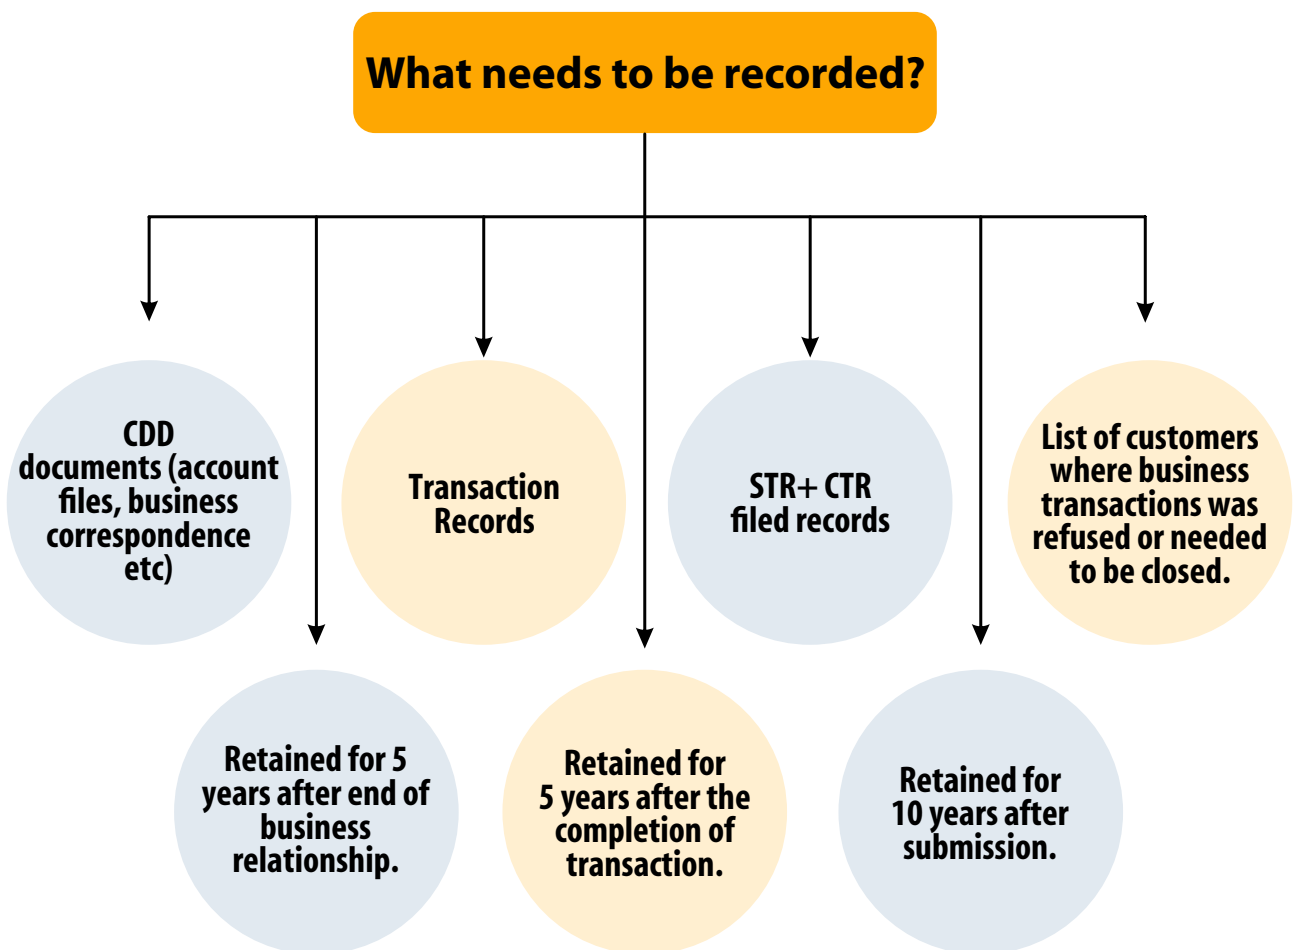 What needs to be recorded?
CDD
documents (account
files, business
correspondence
etc)
Transaction
Records
STR+ CTR
filed records
List of customers
where business
transactions was
refused or needed
to be closed.
Retained for 5
years after end of
business
relationship.
Retained for
5 years after the
completion of
transaction.
Retained for
10 years after
submission.